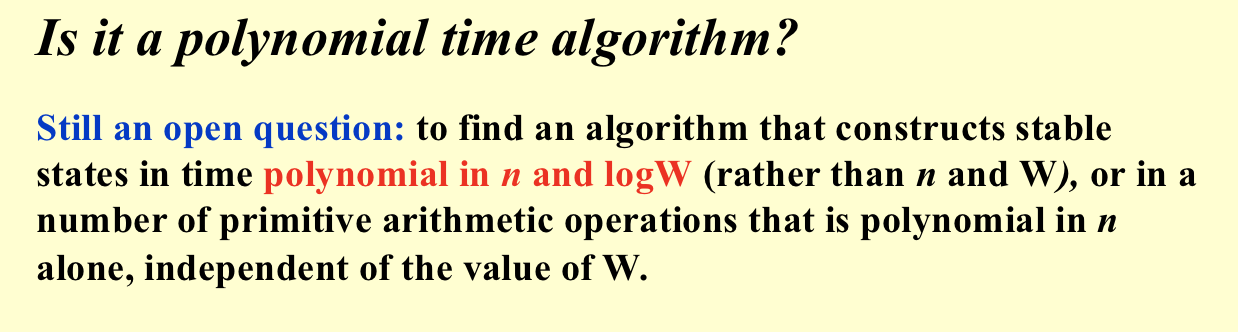 Is it a polynomial time algorithm?
Still an open question: to find an algorithm that constructs stable
states in time polynomial in n and logW (rather than n and W), or in a
number of primitive arithmetic operations that is polynomial in n
alone, independent of the value of W.